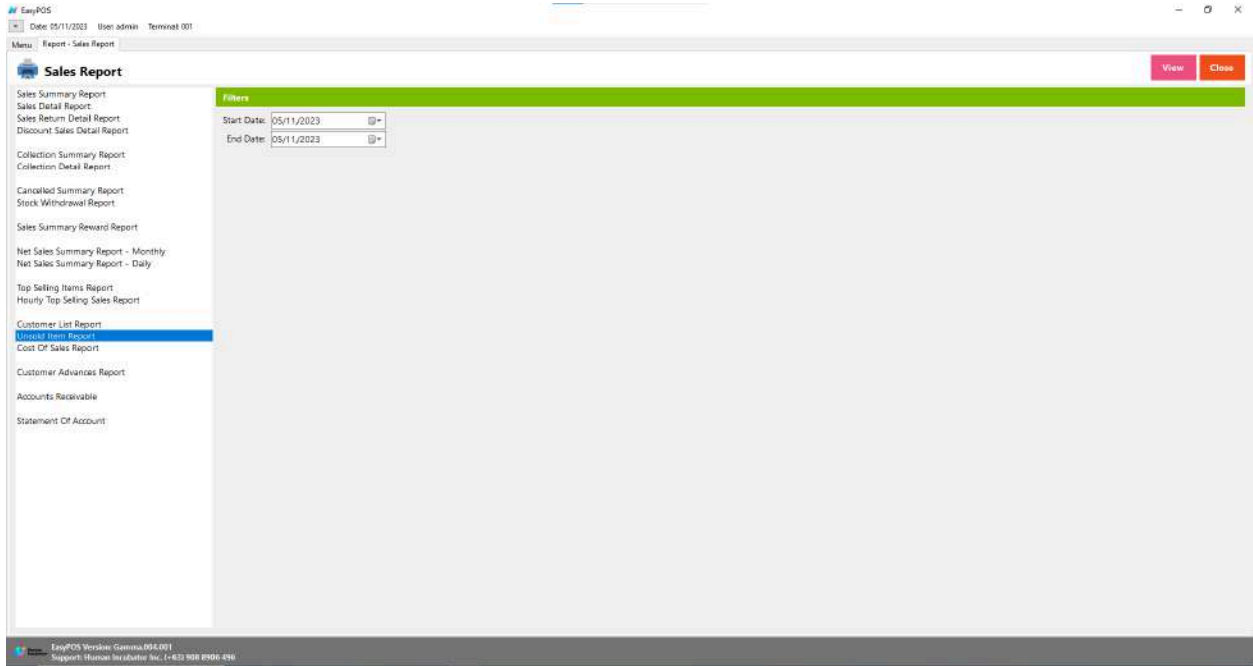 EasyPOS
Date: 05/11/2023 User: admin Terminal: 001
Menu Report - Sales Report
Sales Report
View Close
Sales Summary Report
Sales Detail Report
Sales Return Detail Report
Discount Sales Detail Report
Collection Summary Report
Collection Detail Report
Cancelled Summary Report
Stock Withdrawal Report
Sales Summary Reward Report
Net Sales Summary Report - Monthly
Net Sales Summary Report - Daily
Top Selling Items Report
Hourly Top Selling Sales Report
Customer List Report
Unsold Item Report
Cost Of Sales Report
Customer Advances Report
Accounts Receivable
Statement Of Account
Filters
Start Date: 05/11/2023
End Date: 05/11/2023
EasyPOS Version: Gamma.004.001
Support: Human Incubator Inc. (+63) 908 8906 496